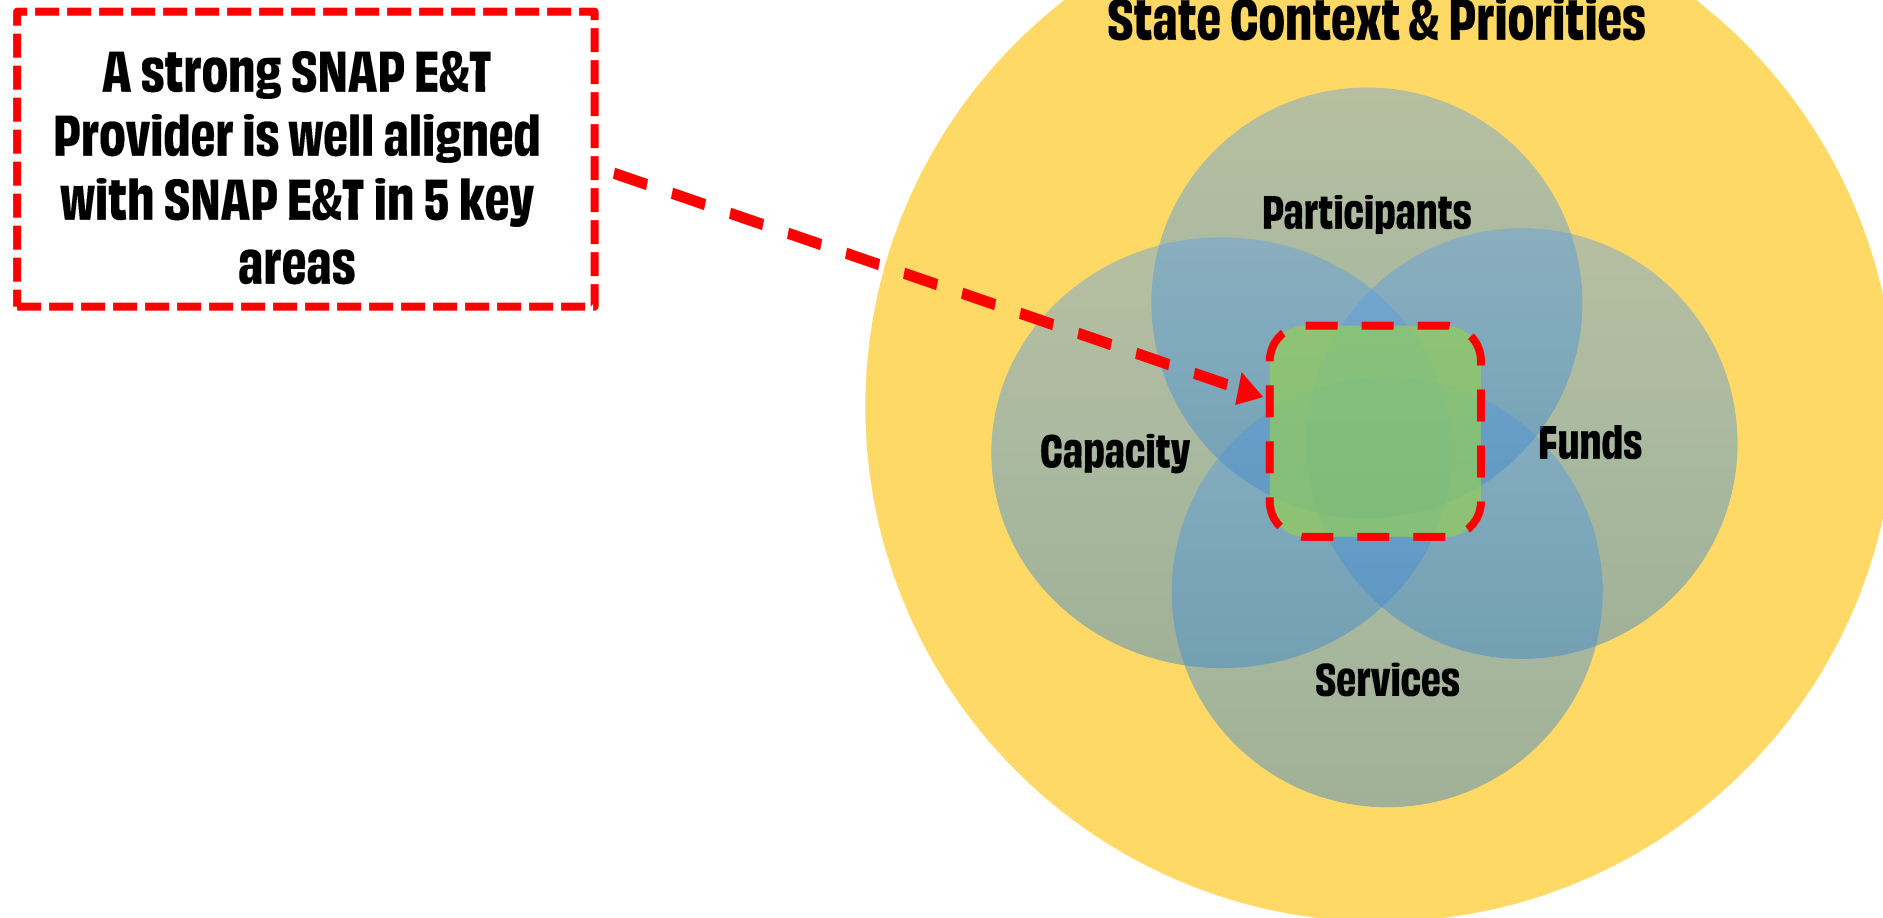 A strong SNAP E&T
Provider is well aligned
with SNAP E&T in 5 key
areas
State Context & Priorities
Participants
Capacity
Funds
Services